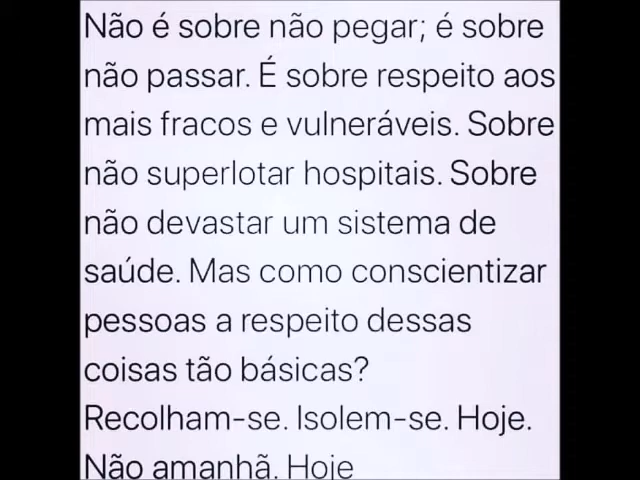 Não é sobre não pegar; é sobre
não passar. É sobre respeito aos
mais fracos e vulneráveis. Sobre
não superlotar hospitais. Sobre
não devastar um sistema de
saúde. Mas como conscientizar
pessoas a respeito dessas
coisas tão básicas?
Recolham-se. Isolem-se. Hoje.
Não amanhã. Hoje